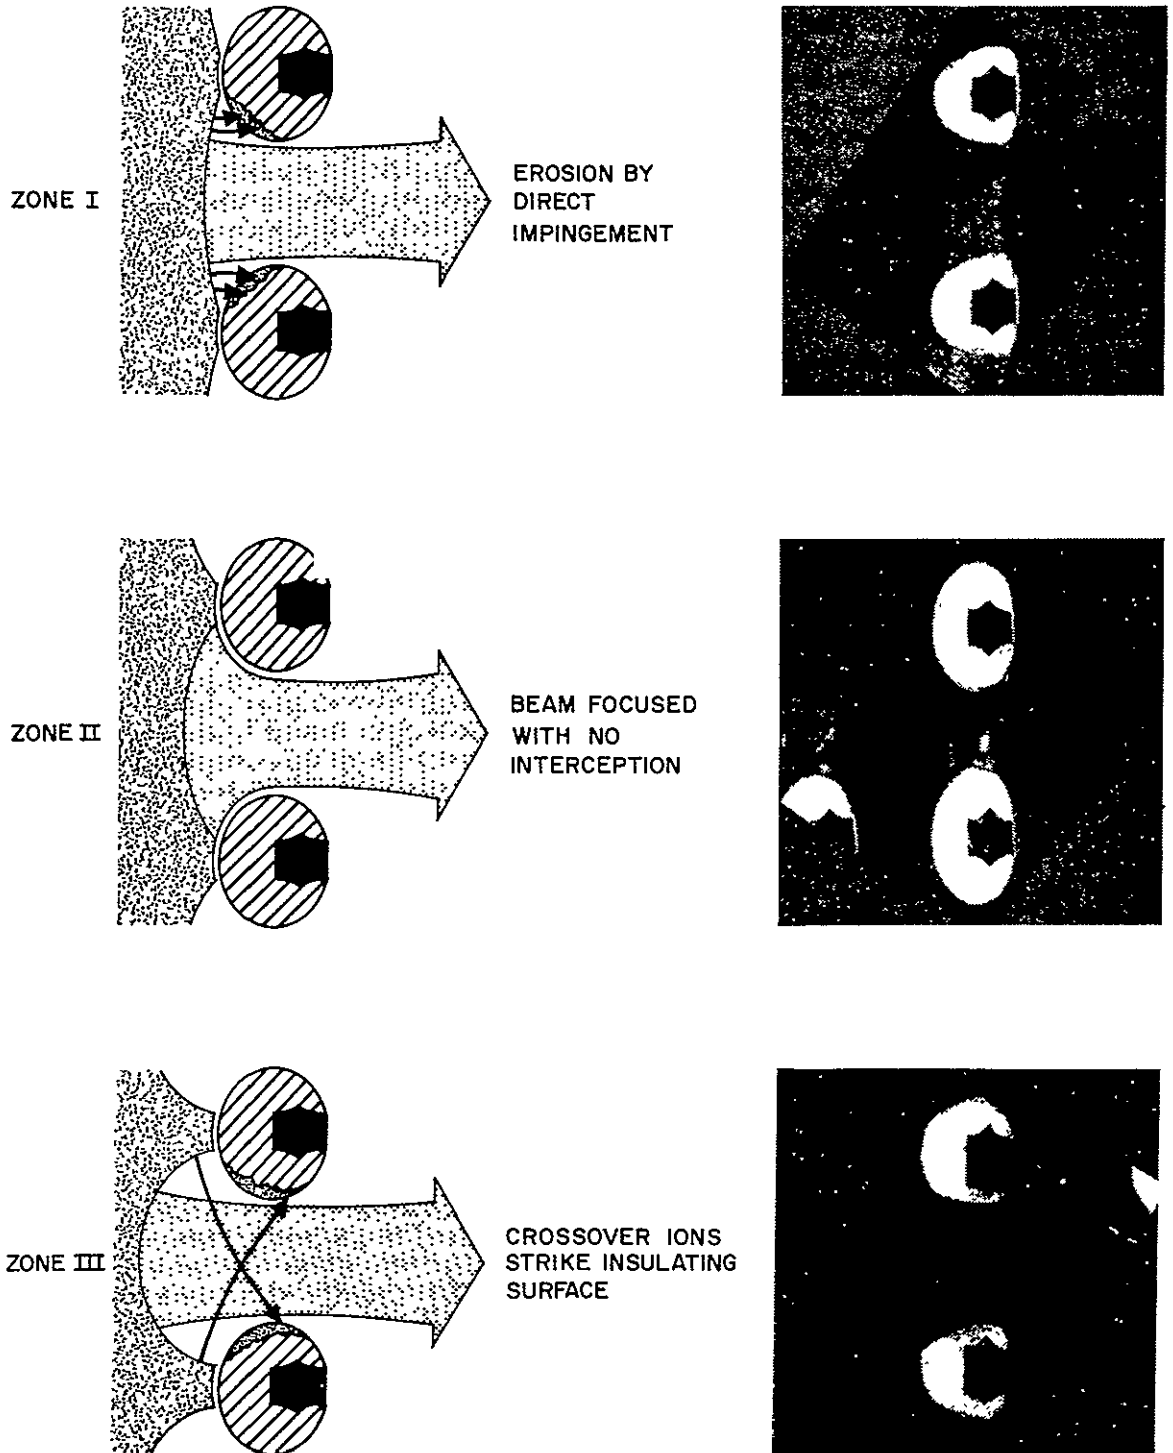 ZONE I
EROSION BY
DIRECT
IMPINGEMENT
ZONE II
BEAM FOCUSED
WITH NO
INTERCEPTION
ZONE III
CROSSOVER IONS
STRIKE INSULATING
SURFACE